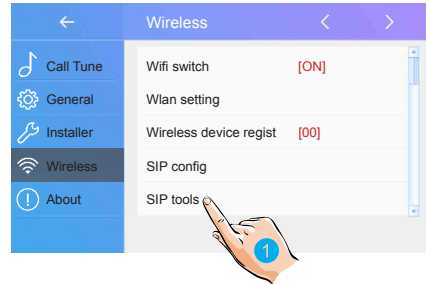 Wireless
Call Tune
General
Installer
Wireless
About
Wifi switch [ON]
Wlan setting
Wireless device regist [00]
SIP config
SIP tools
1